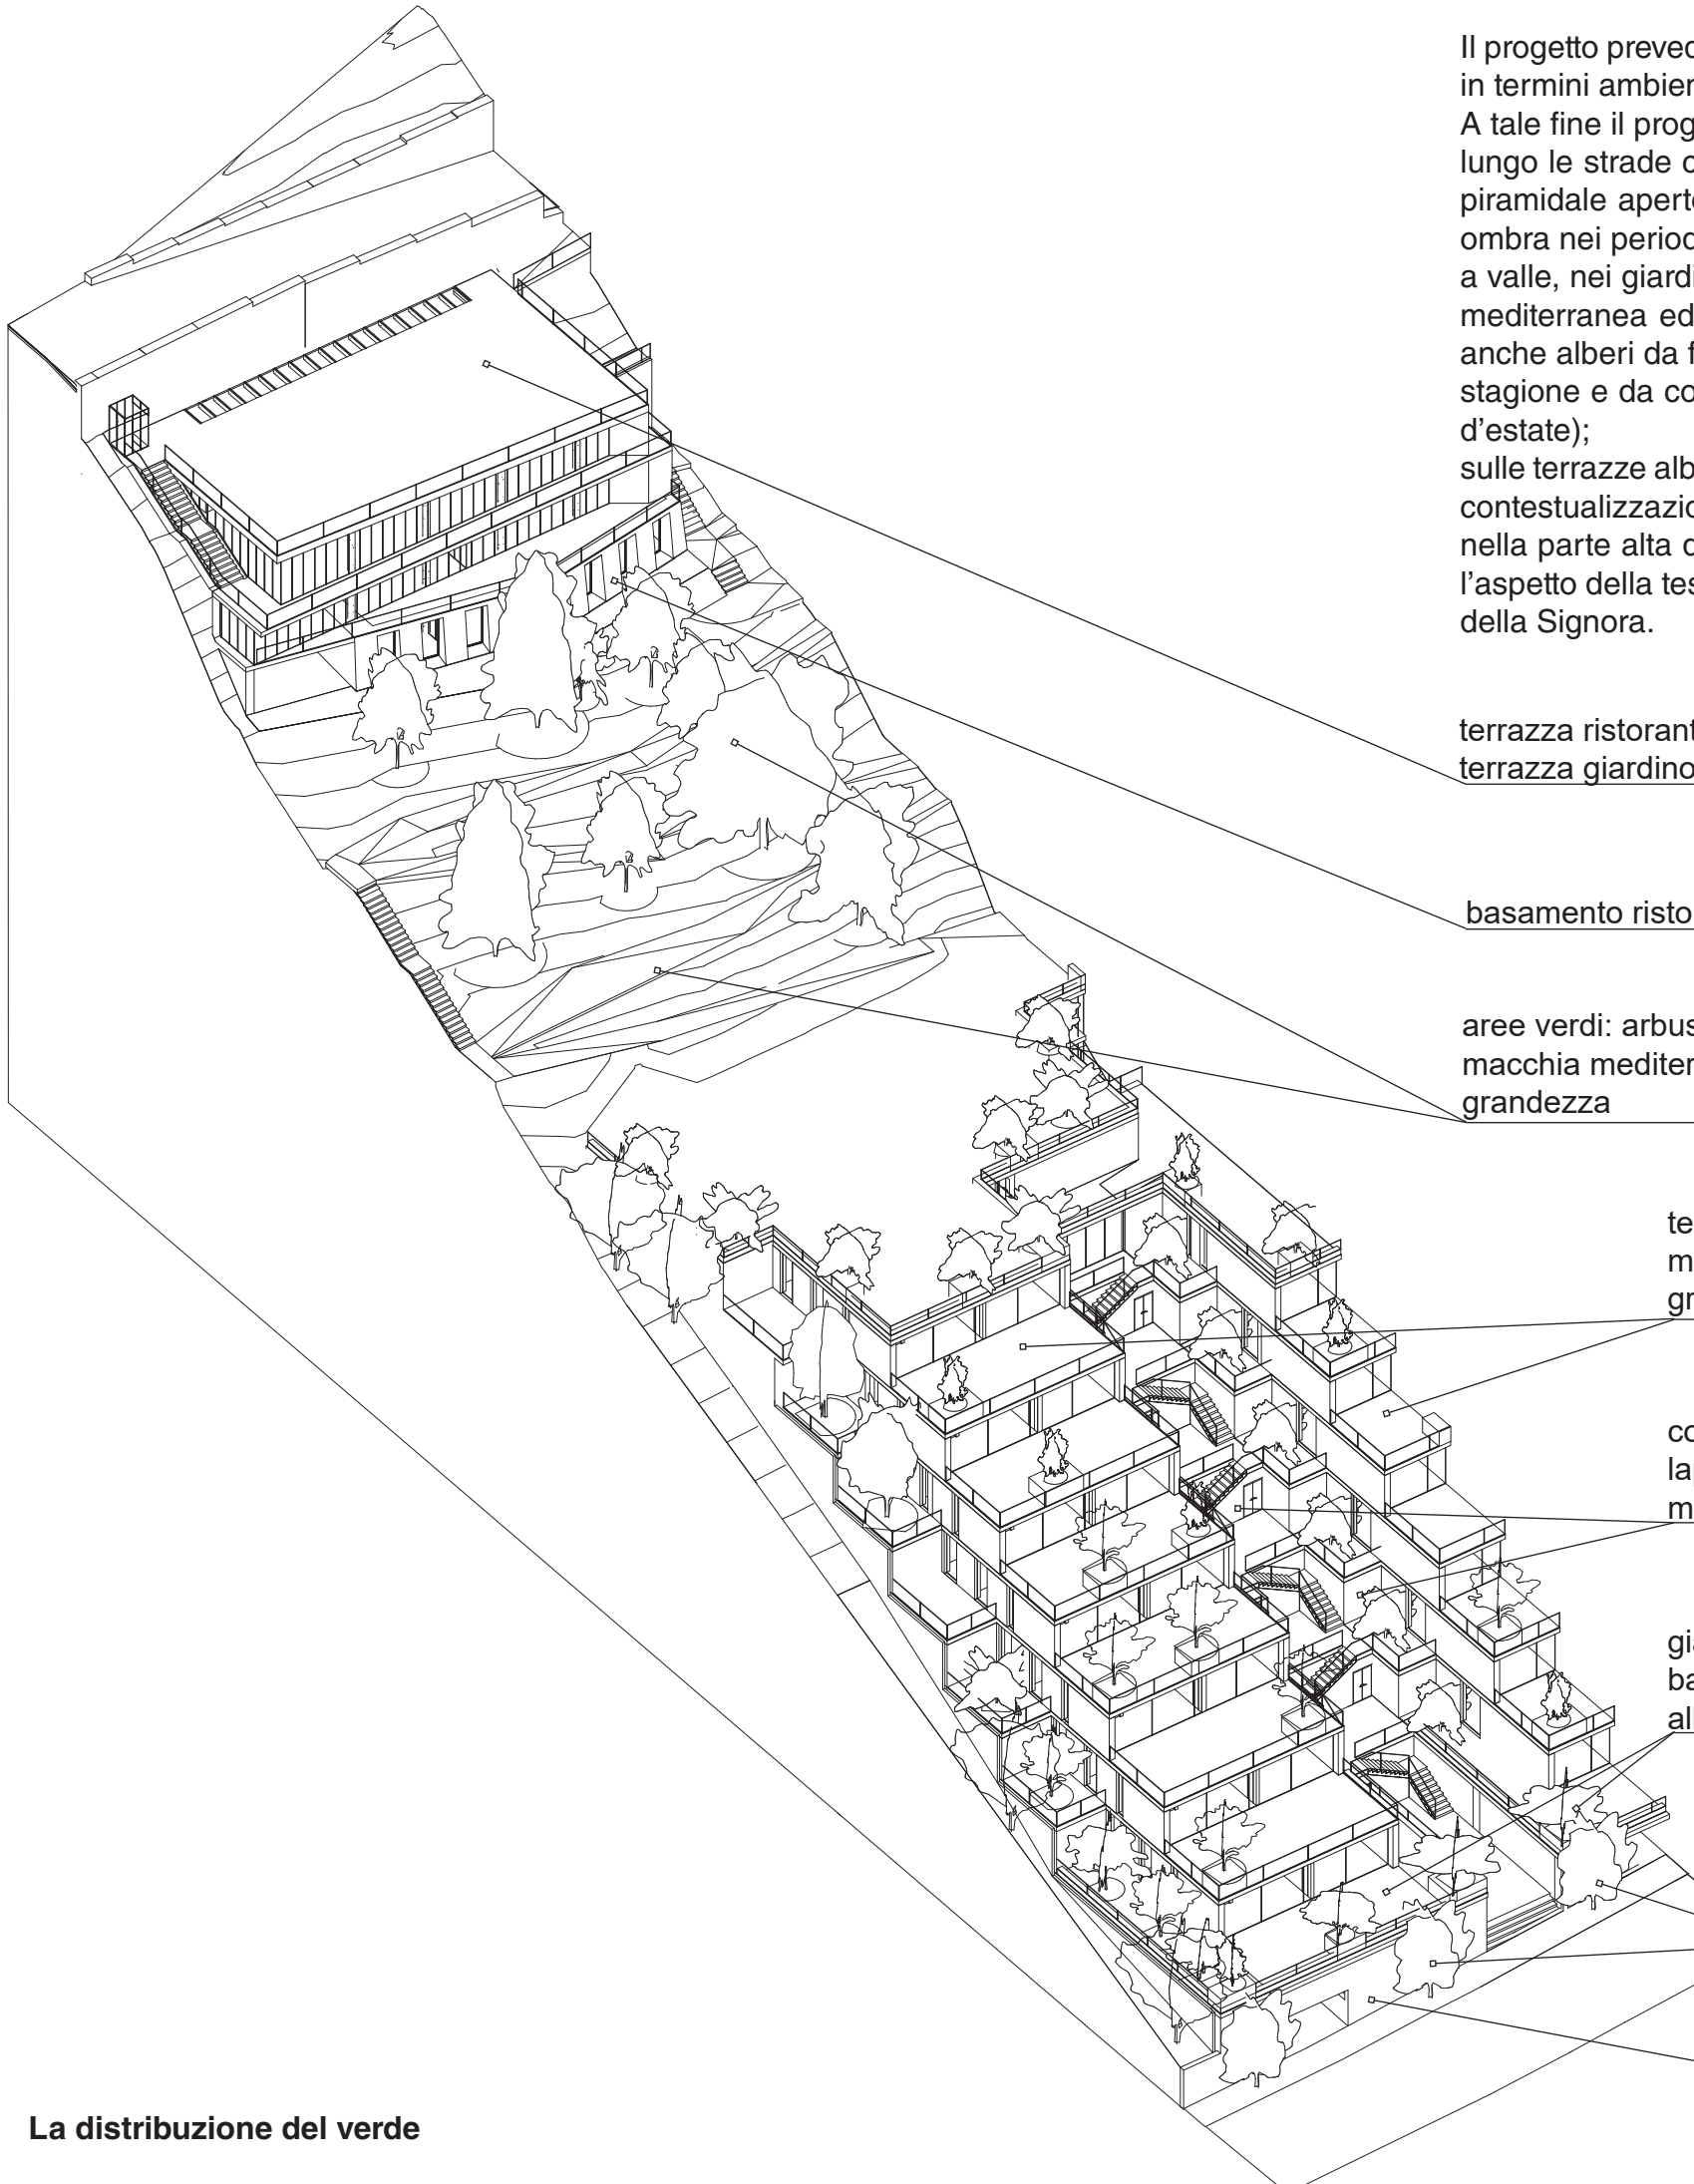 Il progetto preved
in termini ambien
A tale fine il prog
lungo le strade c
piramidale aperto
ombra nei period
a valle, nei giardi
mediterranea ed
anche alberi da f
stagione e da co
d’estate);
sulle terrazze alb
contestualizzazio
nella parte alta d
l’aspetto della tes
della Signora.
terrazza ristorant
terrazza giardino
basamento risto
aree verdi: arbus
macchia mediter
grandezza
te
m
gr
co
la
m
gia
ba
al
La distribuzione del verde